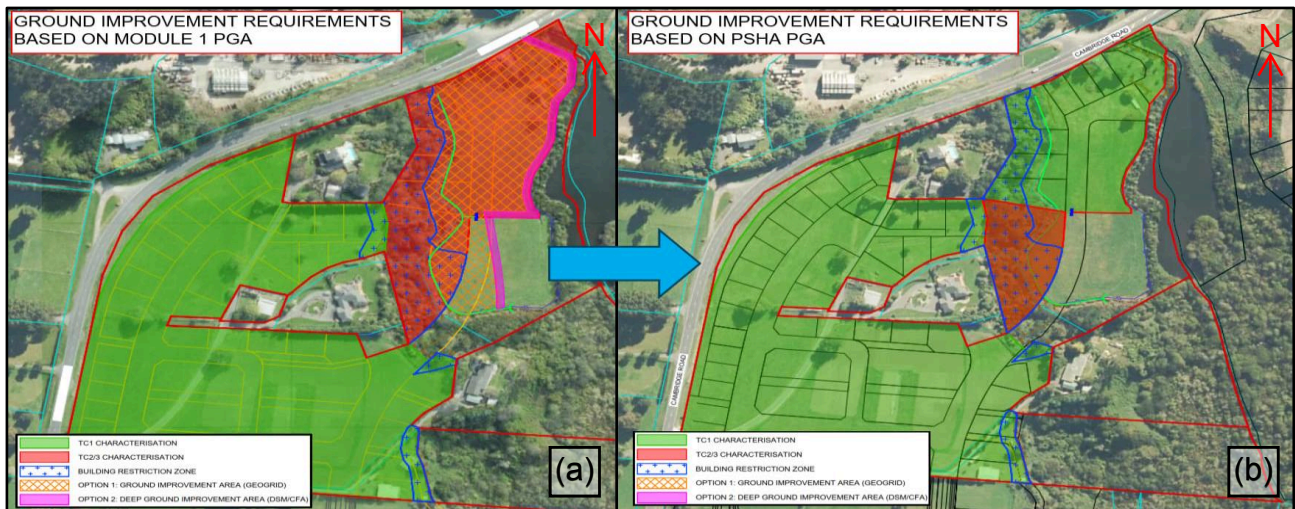 GROUND IMPROVEMENT REQUIREMENTS
BASED ON MODULE 1 PGA
N
TC1 CHARACTERISATION
TC2/3 CHARACTERISATION
BUILDING RESTRICTION ZONE
OPTION 1: GROUND IMPROVEMENT AREA (GEOGRID)
OPTION 2: DEEP GROUND IMPROVEMENT AREA (DSM/CFA)
(a)
GROUND IMPROVEMENT REQUIREMENTS
BASED ON PSHA PGA
CAMBRIDGE ROAD
N
CAMBRIDGE ROAD
TC1 CHARACTERISATION
TC2/3 CHARACTERISATION
BUILDING RESTRICTION ZONE
OPTION 1: GROUND IMPROVEMENT AREA (GEOGRID)
OPTION 2: DEEP GROUND IMPROVEMENT AREA (DSM/CFA)
(b)